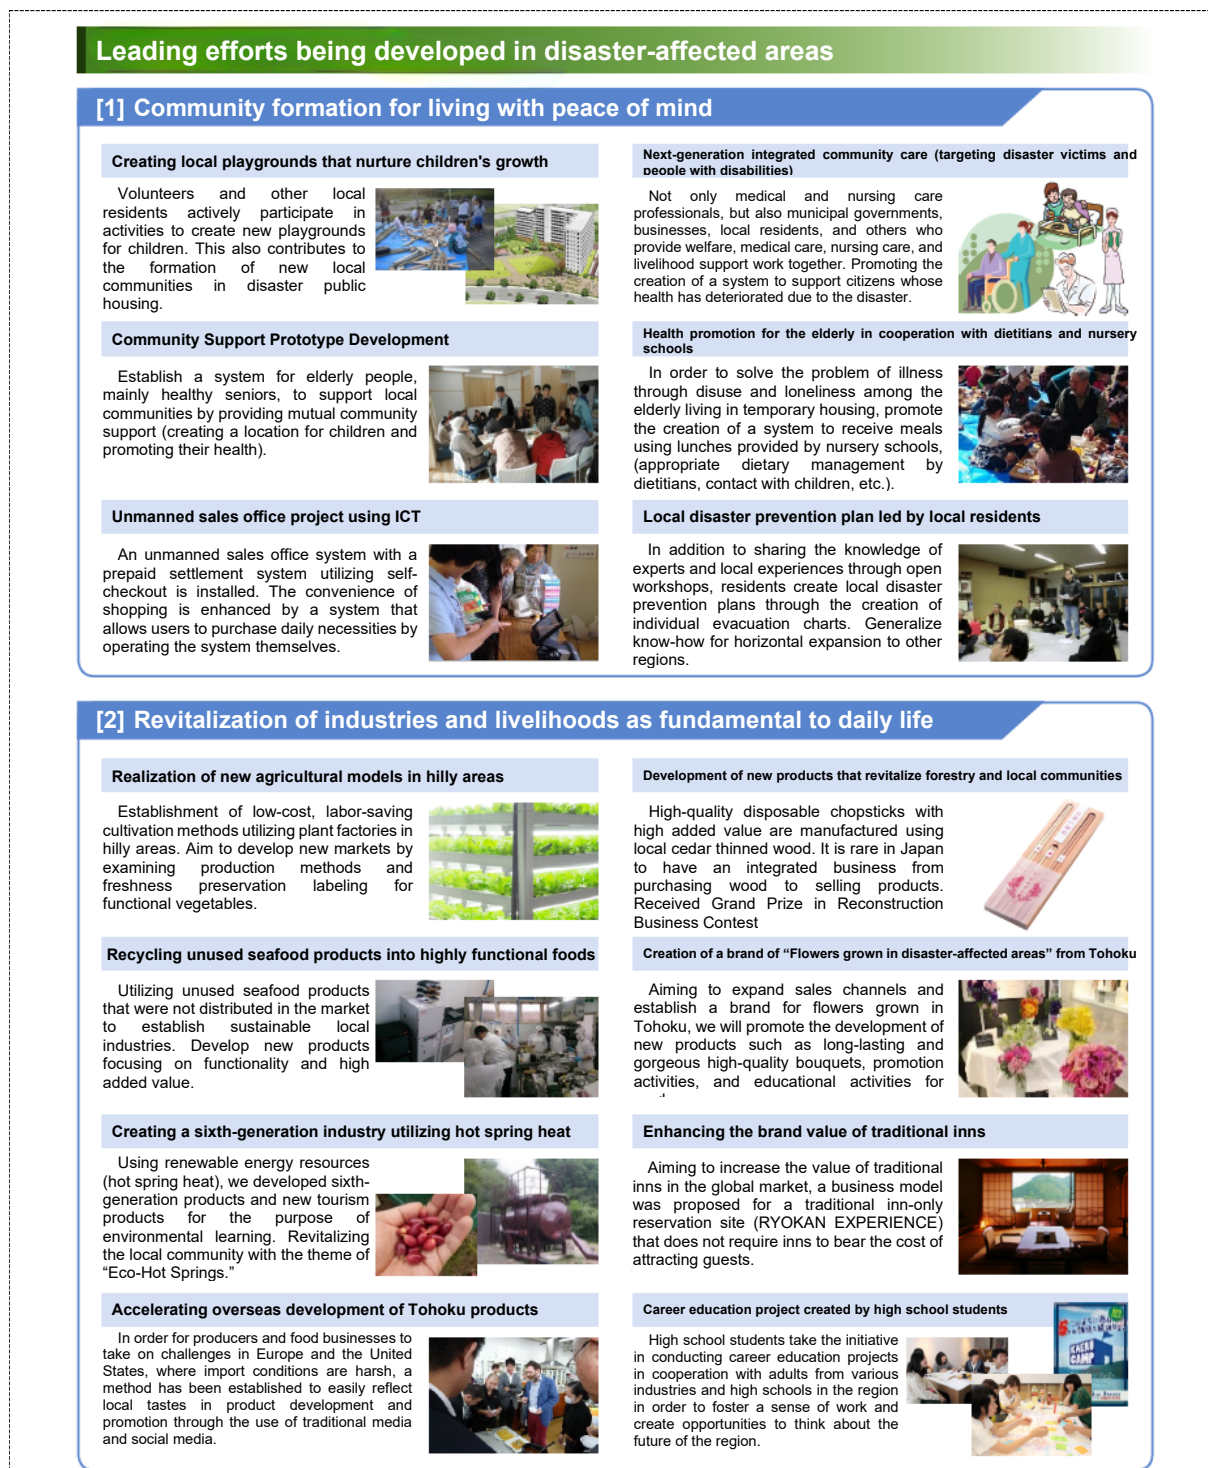 Leading efforts being developed in disaster-affected areas
[1] Community formation for living with peace of mind
Creating local playgrounds that nurture children's growth
Volunteers and other local
residents actively participate in
activities to create new playgrounds
for children. This also contributes to
the formation of new local
communities in disaster public
housing.
Next-generation integrated community care (targeting disaster victims and
people with disabilities)
Not only medical and nursing care
professionals, but also municipal governments,
businesses, local residents, and others who
provide welfare, medical care, nursing care, and
livelihood support work together. Promoting the
creation of a system to support citizens whose
health has deteriorated due to the disaster.
Community Support Prototype Development
Establish a system for elderly people,
mainly healthy seniors, to support local
communities by providing mutual community
support (creating a location for children and
promoting their health).
Health promotion for the elderly in cooperation with dietitians and nursery
schools
In order to solve the problem of illness
through disuse and loneliness among the
elderly living in temporary housing, promote
the creation of a system to receive meals
using lunches provided by nursery schools,
(appropriate dietary management by
dietitians, contact with children, etc.).
Unmanned sales office project using ICT
An unmanned sales office system with a
prepaid settlement system utilizing self-
checkout is installed. The convenience of
shopping is enhanced by a system that
allows users to purchase daily necessities by
operating the system themselves.
Local disaster prevention plan led by local residents
In addition to sharing the knowledge of
experts and local experiences through open
workshops, residents create local disaster
prevention plans through the creation of
individual evacuation charts. Generalize
know-how for horizontal expansion to other
regions.
[2] Revitalization of industries and livelihoods as fundamental to daily life
Realization of new agricultural models in hilly areas
Establishment of low-cost, labor-saving
cultivation methods utilizing plant factories in
hilly areas. Aim to develop new markets by
examining production methods and
freshness preservation labeling for
functional vegetables.
Development of new products that revitalize forestry and local communities
High-quality disposable chopsticks with
high added value are manufactured using
local cedar thinned wood. It is rare in Japan
to have an integrated business from
purchasing wood to selling products.
Received Grand Prize in Reconstruction
Business Contest
Recycling unused seafood products into highly functional foods
Utilizing unused seafood products
that were not distributed in the market
to establish sustainable local
industries. Develop new products
focusing on functionality and high
added value.
Creation of a brand of “Flowers grown in disaster-affected areas” from Tohoku
Aiming to expand sales channels and
establish a brand for flowers grown in
Tohoku, we will promote the development of
new products such as long-lasting and
gorgeous high-quality bouquets, promotion
activities, and educational activities for
Creating a sixth-generation industry utilizing hot spring heat
Using renewable energy resources
(hot spring heat), we developed sixth-
generation products and new tourism
products for the purpose of
environmental learning. Revitalizing
the local community with the theme of
“Eco-Hot Springs.”
Enhancing the brand value of traditional inns
Aiming to increase the value of traditional
inns in the global market, a business model
was proposed for a traditional inn-only
reservation site (RYOKAN EXPERIENCE)
that does not require inns to bear the cost of
attracting guests.
Accelerating overseas development of Tohoku products
In order for producers and food businesses to
take on challenges in Europe and the United
States, where import conditions are harsh, a
method has been established to easily reflect
local tastes in product development and
promotion through the use of traditional media
and social media.
Career education project created by high school students
High school students take the initiative
in conducting career education projects
in cooperation with adults from various
industries and high schools in the region
in order to foster a sense of work and
create opportunities to think about the
future of the region.